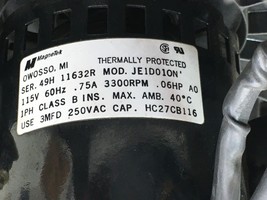 MagneTek
THERMALLY PROTECTED
OWOSSO, MI
SER. 49H 11632R MOD. JE1D010N
115V 60Hz .75A 3300RPM .06HP AO
1PH CLASS B INS. MAX. AMB. 40°C
USE 3MFD 250VAC CAP. HC27CB116